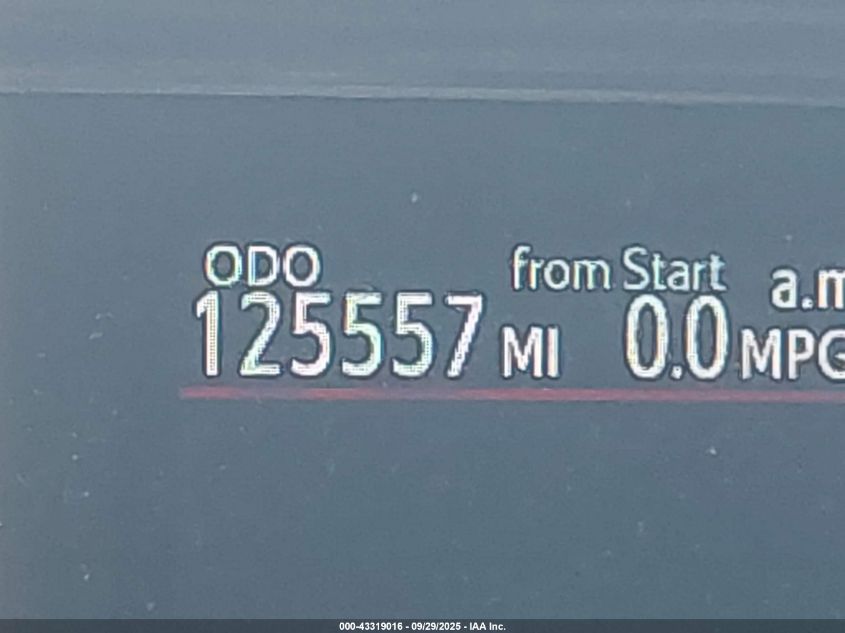 ODO from Start a.m
125557 MI 0.0 MPG
000-43319016 - 09/29/2025 - IAA Inc.